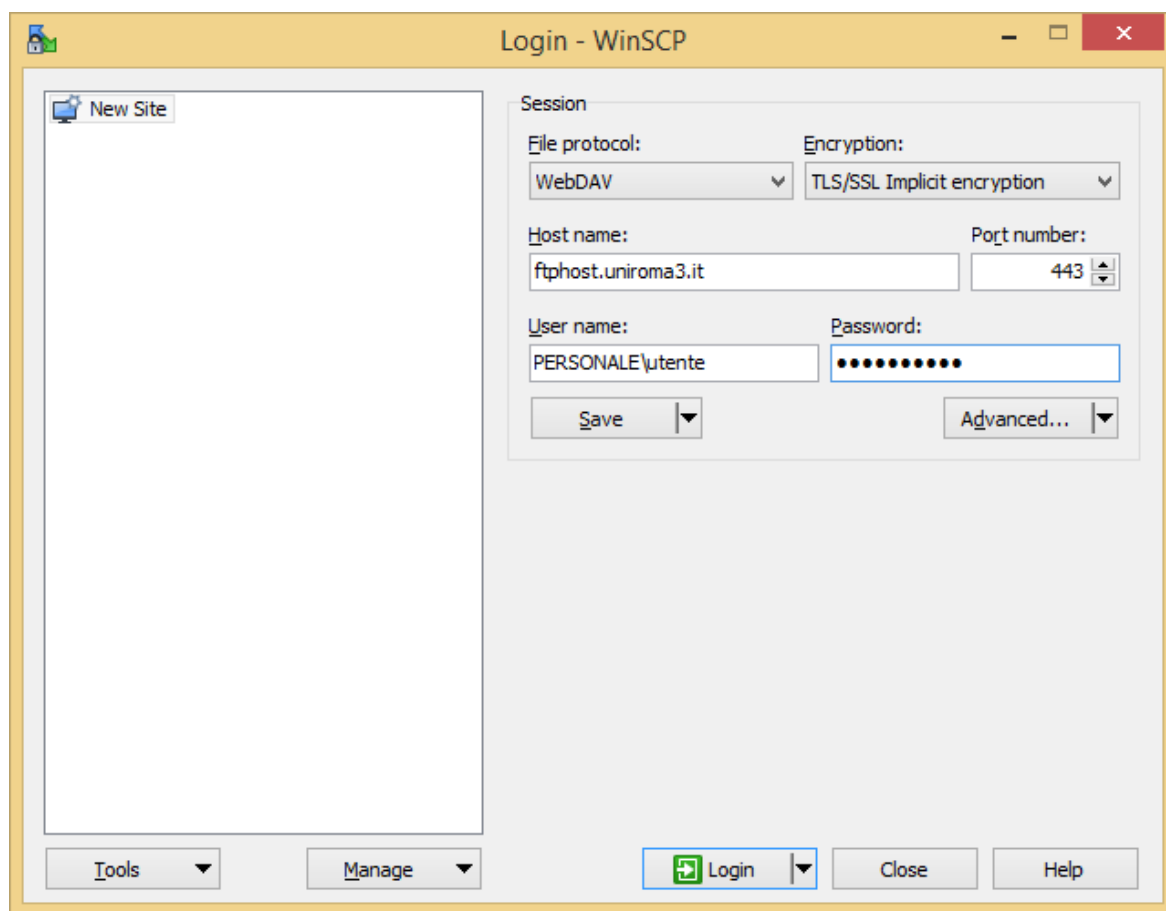 Login - WinSCP
New Site
Session
File protocol:
Encryption:
WebDAV
TLS/SSL Implicit encryption
Host name:
Port number:
ftphost.uniroma3.it
443
User name:
Password:
PERSONALE\utente
●●●●●●●●●●
Save
Advanced...
Tools
Manage
Login
Close
Help